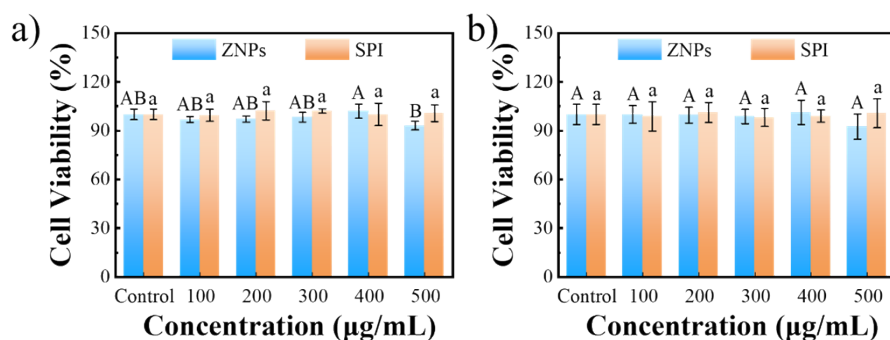 a)
Cell Viability (%)
150
120
90
60
30
0
ZNPs
SPI
AB a
AB a
AB a
AB a
A a
B a
Control 100 200 300 400 500
Concentration (μg/mL)
b)
Cell Viability (%)
150
120
90
60
30
0
ZNPs
SPI
A a
A a
A a
A a
A a
A a
Control 100 200 300 400 500
Concentration (μg/mL)